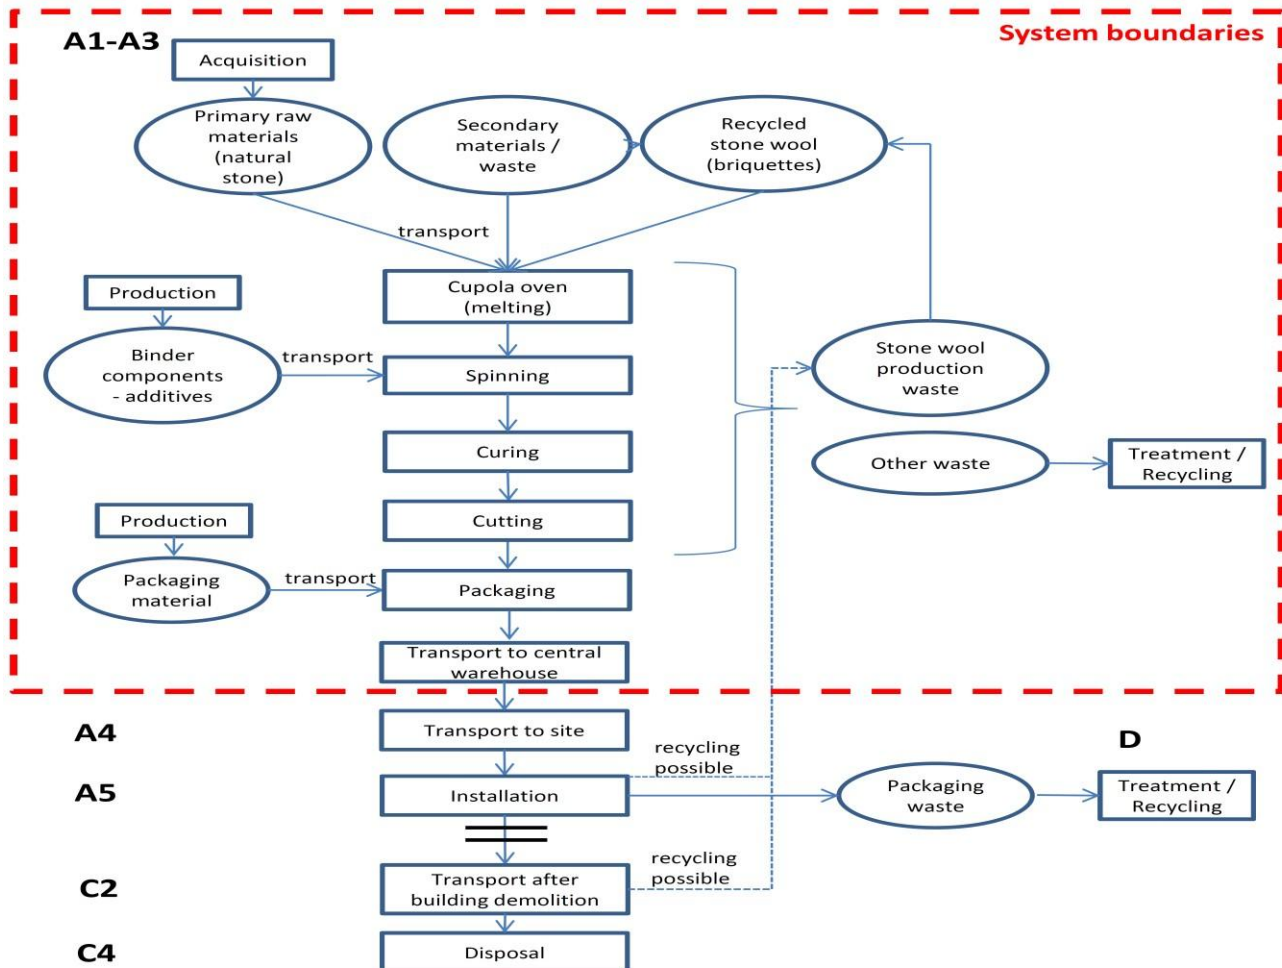 A1-A3
System boundaries
Acquisition
Primary raw
materials
(natural
stone)
Secondary
materials /
waste
Recycled
stone wool
(briquettes)
transport
Production
Cupola oven
(melting)
Binder
components
- additives
transport
Spinning
Stone wool
production
waste
Curing
Other waste
Treatment /
Recycling
Production
Cutting
Packaging
material
transport
Packaging
Transport to central
warehouse
A4
Transport to site
recycling
possible
D
A5
Installation
Packaging
waste
Treatment /
Recycling
C2
Transport after
building demolition
recycling
possible
C4
Disposal